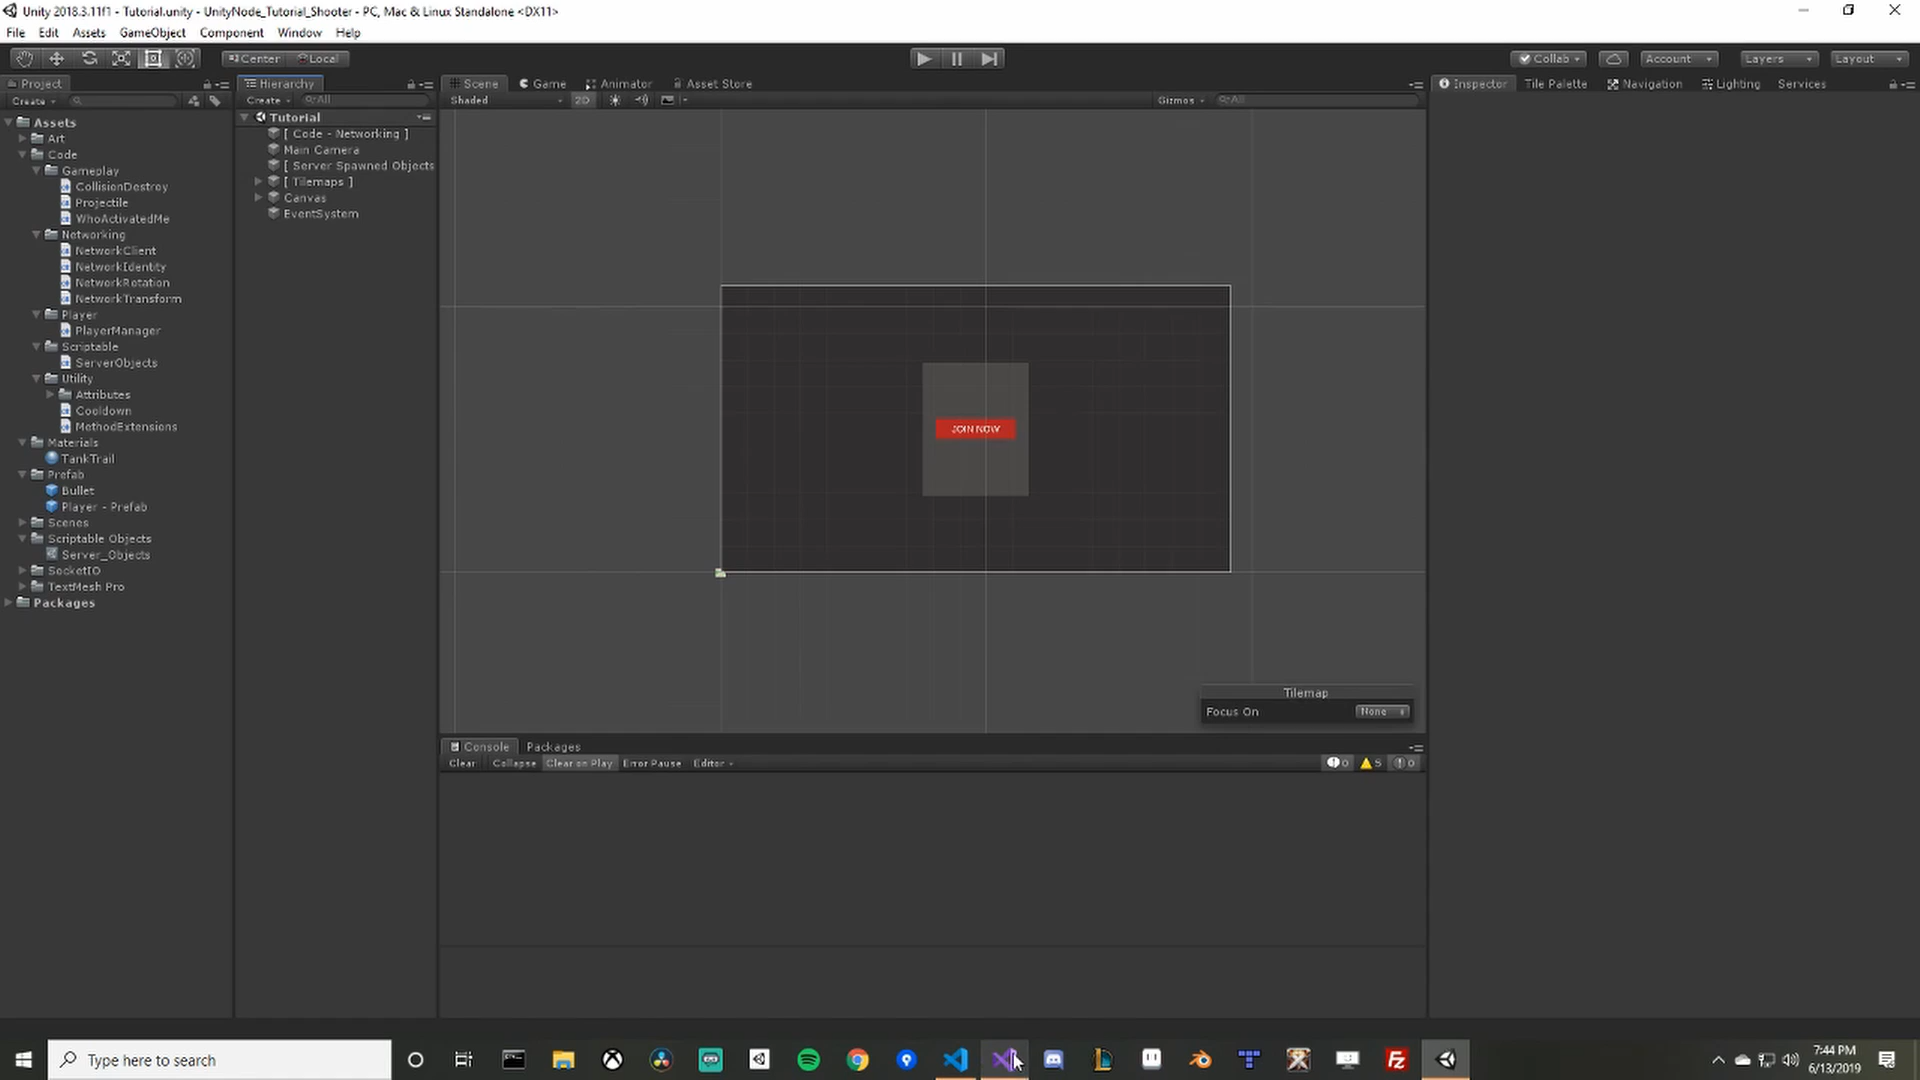 Unity 2018.3.11f1 - Tutorial.unity - UnityNode_Tutorial_Shooter - PC, Mac & Linux Standalone <DX11>
File Edit Assets GameObject Component Window Help
Center Local Collab Account Layers Layout
Project
Create
Assets
Art
Code
Gameplay
CollisionDestroy
Projectile
WhoActivatedMe
Networking
NetworkClient
NetworkIdentity
NetworkRotation
NetworkTransform
Player
PlayerManager
Scriptable
ServerObjects
Utility
Attributes
Cooldown
MethodExtensions
Materials
TankTrail
Prefab
Bullet
Player - Prefab
Scenes
Scriptable Objects
Server_Objects
SocketIO
TextMesh Pro
Packages
Hierarchy
Create All
Tutorial
[ Code - Networking ]
Main Camera
[ Server Spawned Objects
[ Tilemaps ]
Canvas
EventSystem
Scene Game Animator Asset Store
Shaded 2D Gizmos All
JOIN NOW
Tilemap
Focus On None
Console Packages
Clear Collapse Clear on Play Error Pause Editor 0 5 0
Inspector Tile Palette Navigation Lighting Services
Type here to search
7:44 PM
6/13/2019